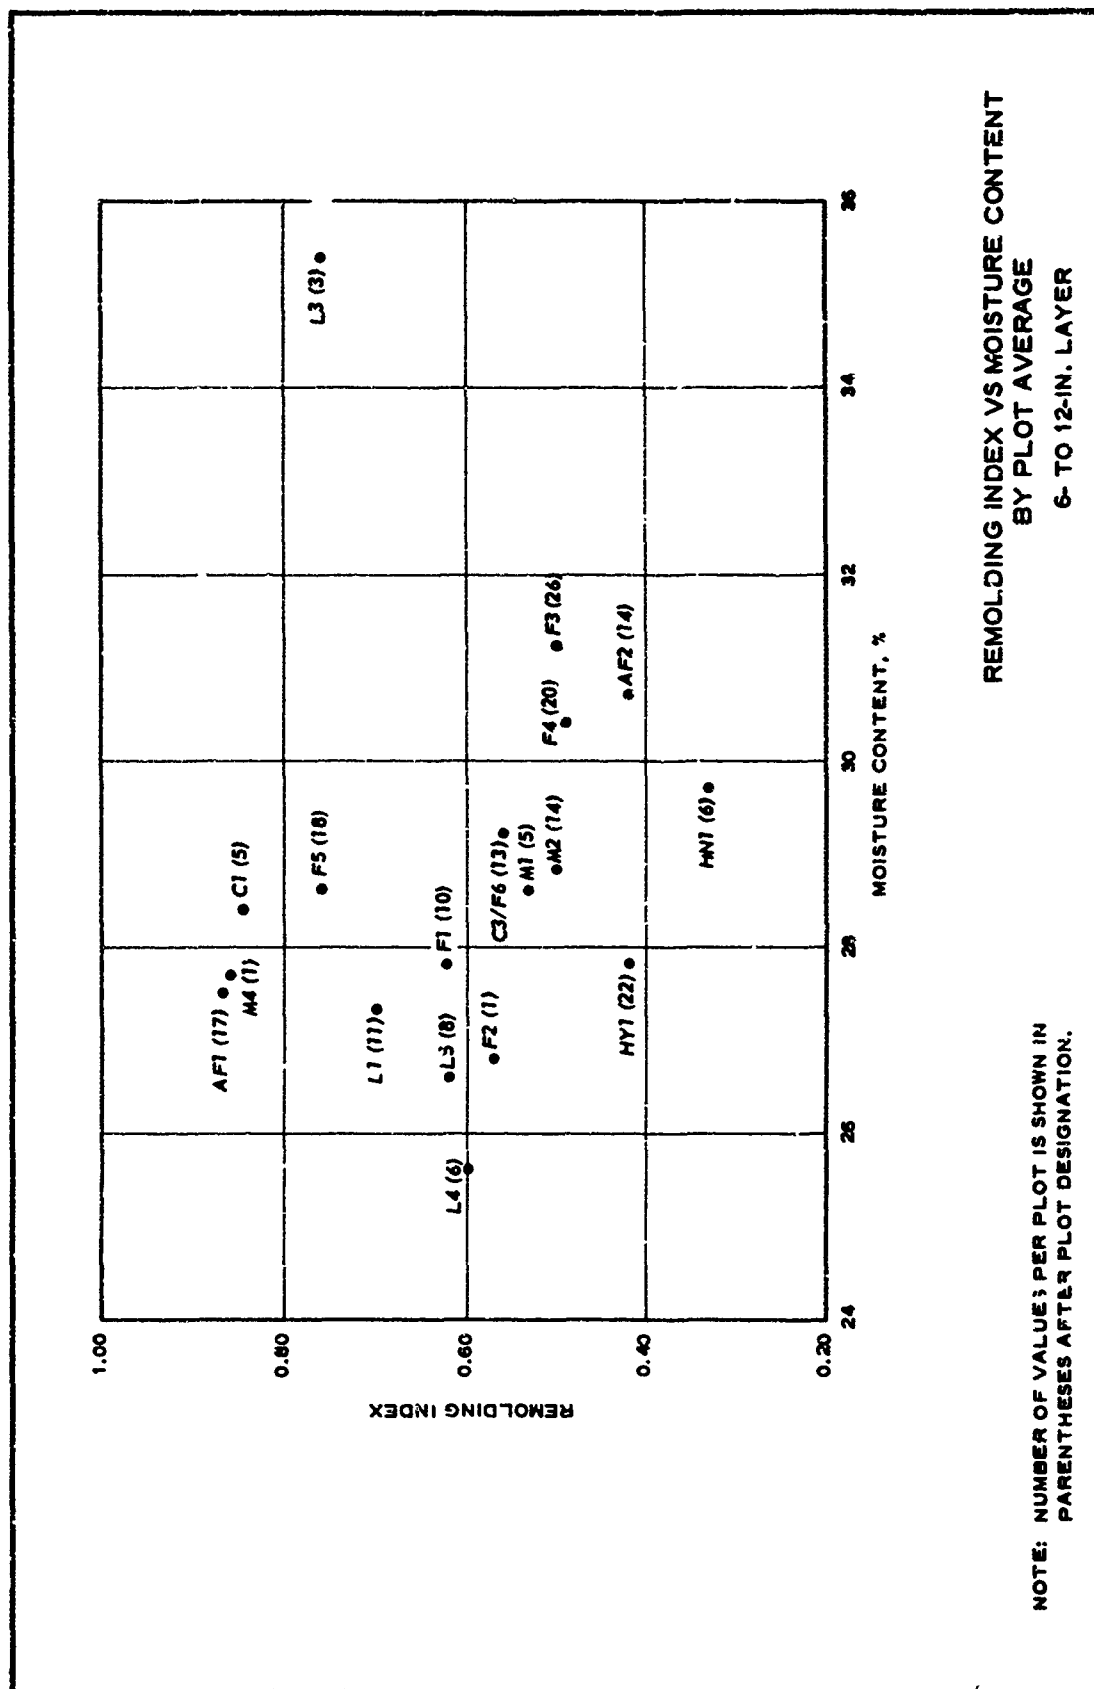 1.00
0.80
0.60
0.40
0.20
REMOLDING INDEX
24
26
28
30
32
34
36
MOISTURE CONTENT, %
AF1 (17)
M4 (1)
C1 (5)
F5 (18)
L3 (3)
L1 (11)
L3 (8)
F1 (10)
F2 (1)
L4 (6)
C3/F6 (13)
M1 (5)
M2 (14)
F4 (20)
F3 (26)
AF2 (14)
HY1 (22)
HN1 (6)
REMOLDING INDEX VS MOISTURE CONTENT
BY PLOT AVERAGE
6- TO 12-IN. LAYER
NOTE: NUMBER OF VALUES PER PLOT IS SHOWN IN
PARENTHESES AFTER PLOT DESIGNATION.